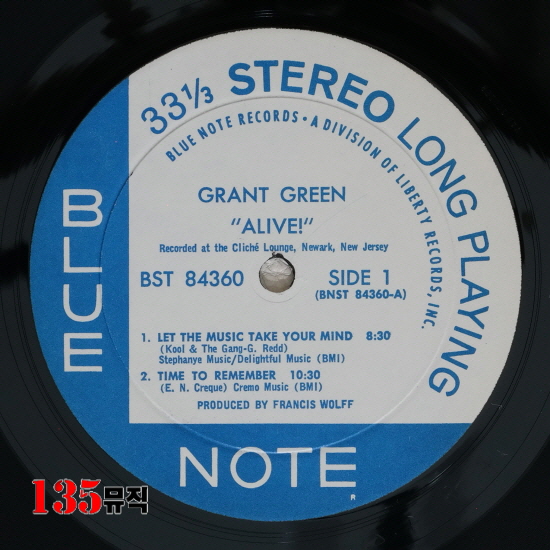 33⅓ STEREO LONG PLAYING
BLUE NOTE RECORDS • A DIVISION OF LIBERTY RECORDS, INC.
GRANT GREEN
"ALIVE!"
Recorded at the Cliché Lounge, Newark, New Jersey
BST 84360 SIDE 1
(BNST 84360-A)
1. LET THE MUSIC TAKE YOUR MIND 8:30
(Kool & The Gang-G. Redd)
Stephanye Music/Delightful Music (BMI)
2. TIME TO REMEMBER 10:30
(E. N. Creque) Cremo Music (BMI)
PRODUCED BY FRANCIS WOLFF
BLUE
NOTE
R
135뮤직